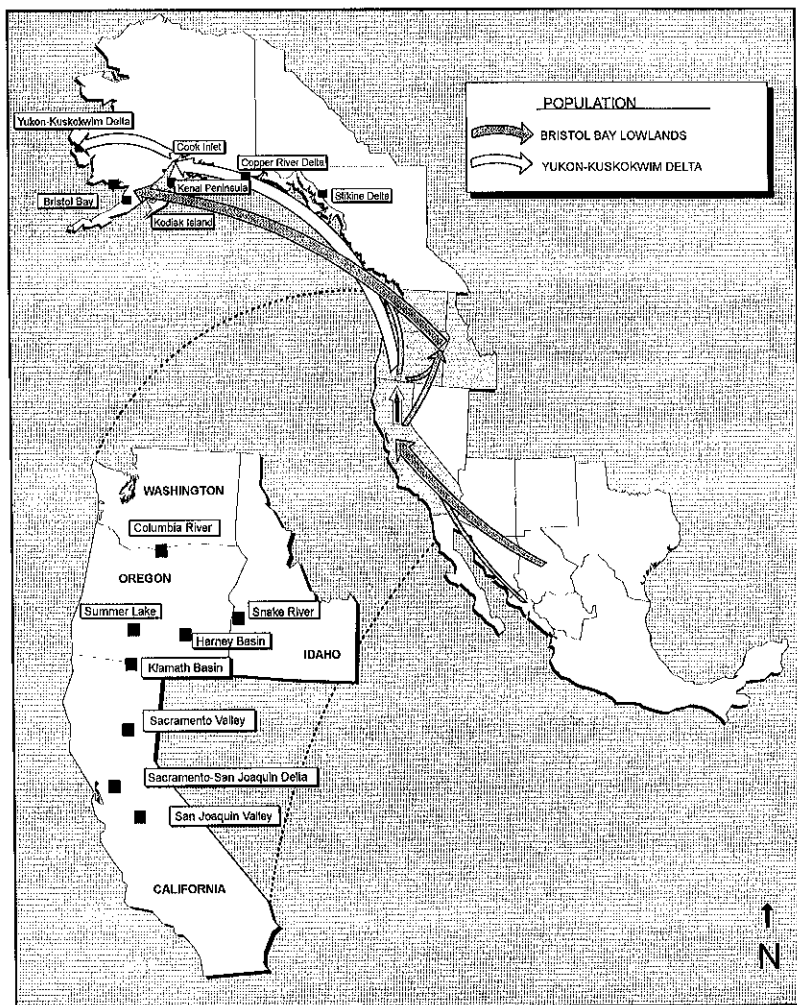 POPULATION
BRISTOL BAY LOWLANDS
YUKON-KUSKOKWIM DELTA
Yukon-Kuskokwim Delta
Cook Inlet
Copper River Delta
Kenai Peninsula
Stikine Delta
Bristol Bay
Kodiak Island
WASHINGTON
Columbia River
OREGON
Summer Lake
Snake River
Harney Basin
IDAHO
Klamath Basin
Sacramento Valley
Sacramento-San Joaquin Delta
San Joaquin Valley
CALIFORNIA
N